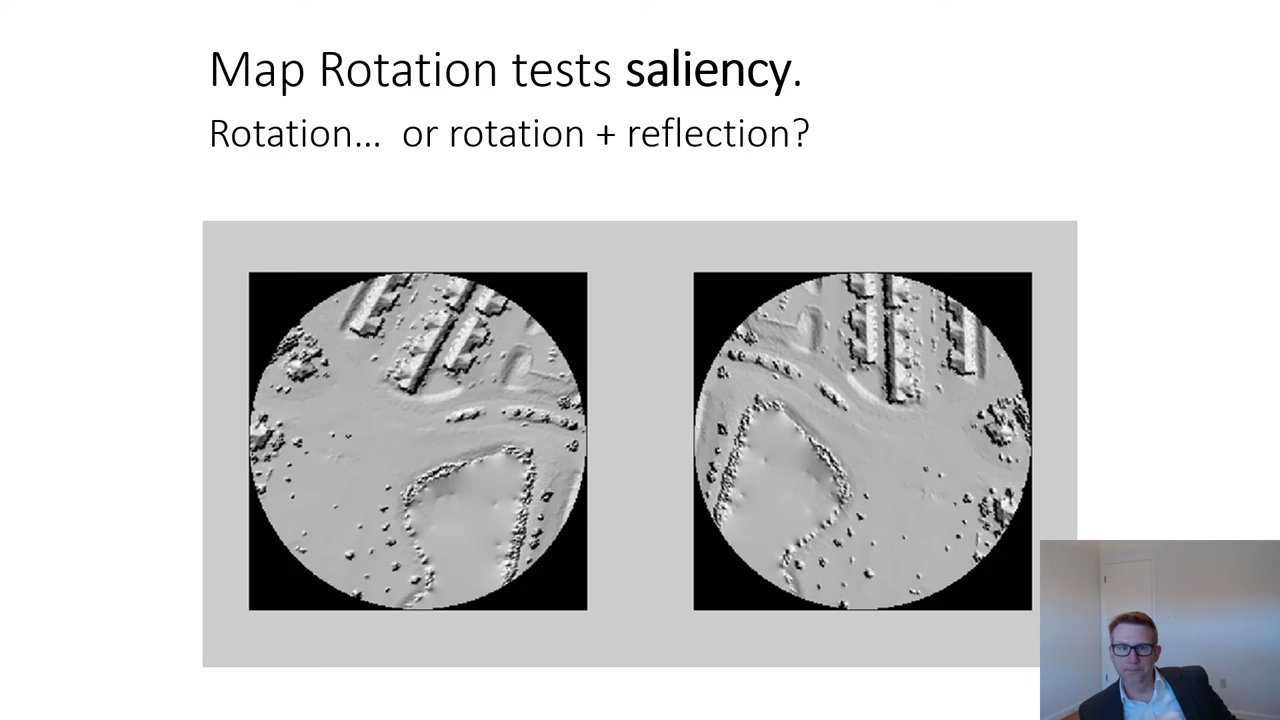 Map Rotation tests saliency.
Rotation... or rotation + reflection?